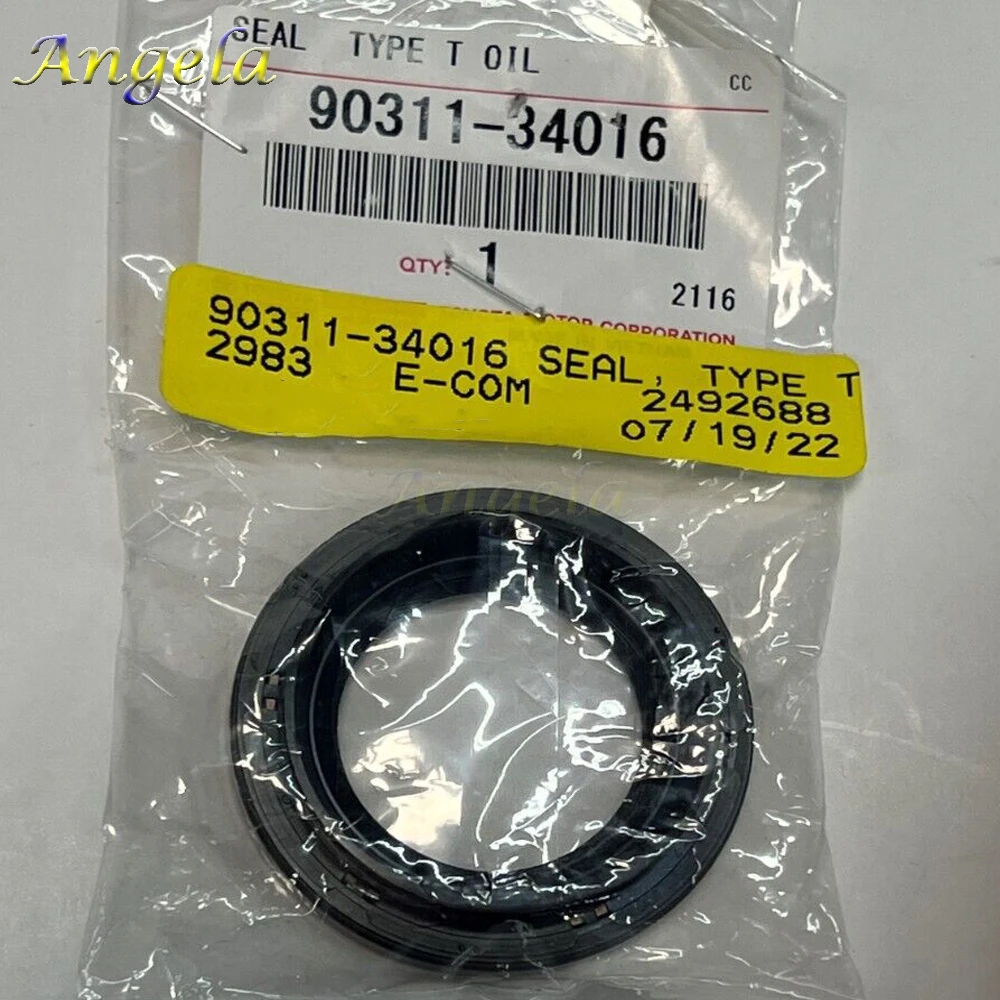 Angela
SEAL TYPE T OIL
CC
90311-34016
QTY: 1
2116
MOTOR CORPORATION
90311-34016 SEAL, TYPE T
2983 E-COM 2492688
07/19/22
Angela